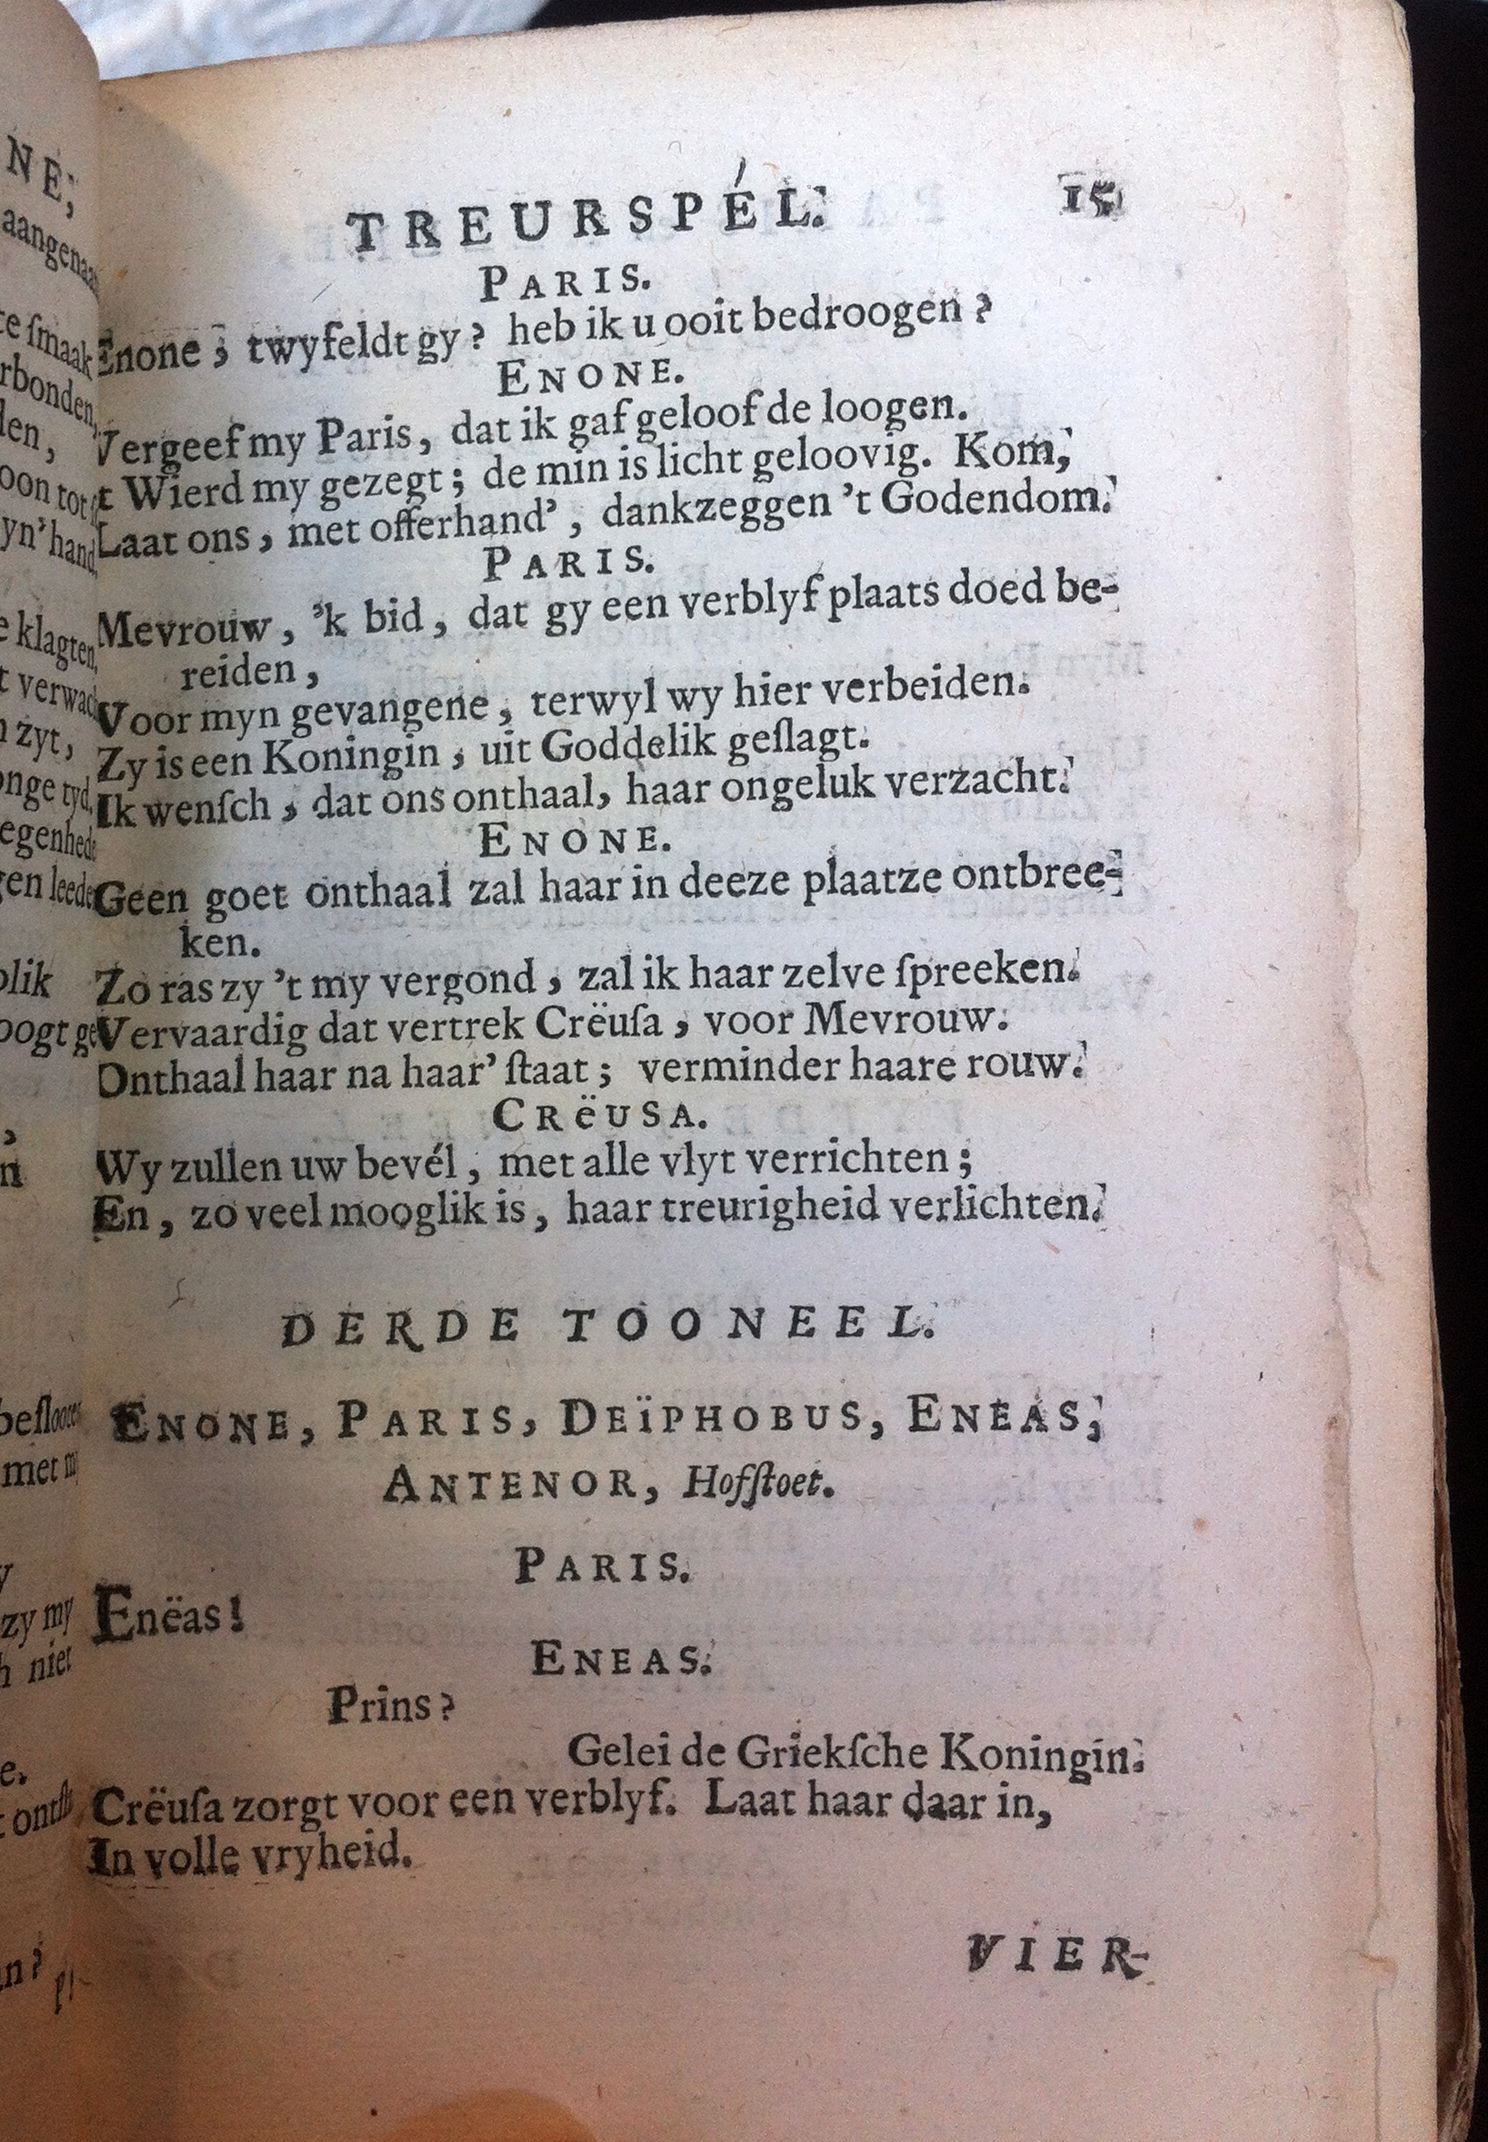 TREURSPÉL. 15
PARIS.
Enone, twyfeldt gy? heb ik u ooit bedroogen?
ENONE.
Vergeef my Paris, dat ik gaf geloof de loogen.
't Wierd my gezegt; de min is licht geloovig. Kom,
Laat ons, met offerhand', dankzeggen 't Godendom.
PARIS.
Mevrouw, 'k bid, dat gy een verblyf plaats doed be-
reiden,
Voor myn gevangene, terwyl wy hier verbeiden.
Zy is een Koningin, uit Goddelik geſlagt.
Ik wenſch, dat ons onthaal, haar ongeluk verzacht.
ENONE.
Geen goet onthaal zal haar in deeze plaatze ontbree-
ken.
Zo ras zy 't my vergond, zal ik haar zelve ſpreeken.
Vervaardig dat vertrek Crëuſa, voor Mevrouw.
Onthaal haar na haar' ſtaat; verminder haare rouw.
CRëUSA.
Wy zullen uw bevél, met alle vlyt verrichten;
En, zo veel mooglik is, haar treurigheid verlichten.
DERDE TOONEEL.
ENONE, PARIS, DEïPHOBUS, ENEAS,
ANTENOR, Hofſtoet.
PARIS.
Enëas!
ENEAS.
Prins?
Gelei de Griekſche Koningin.
Crëuſa zorgt voor een verblyf. Laat haar daar in,
In volle vryheid.
VIER-